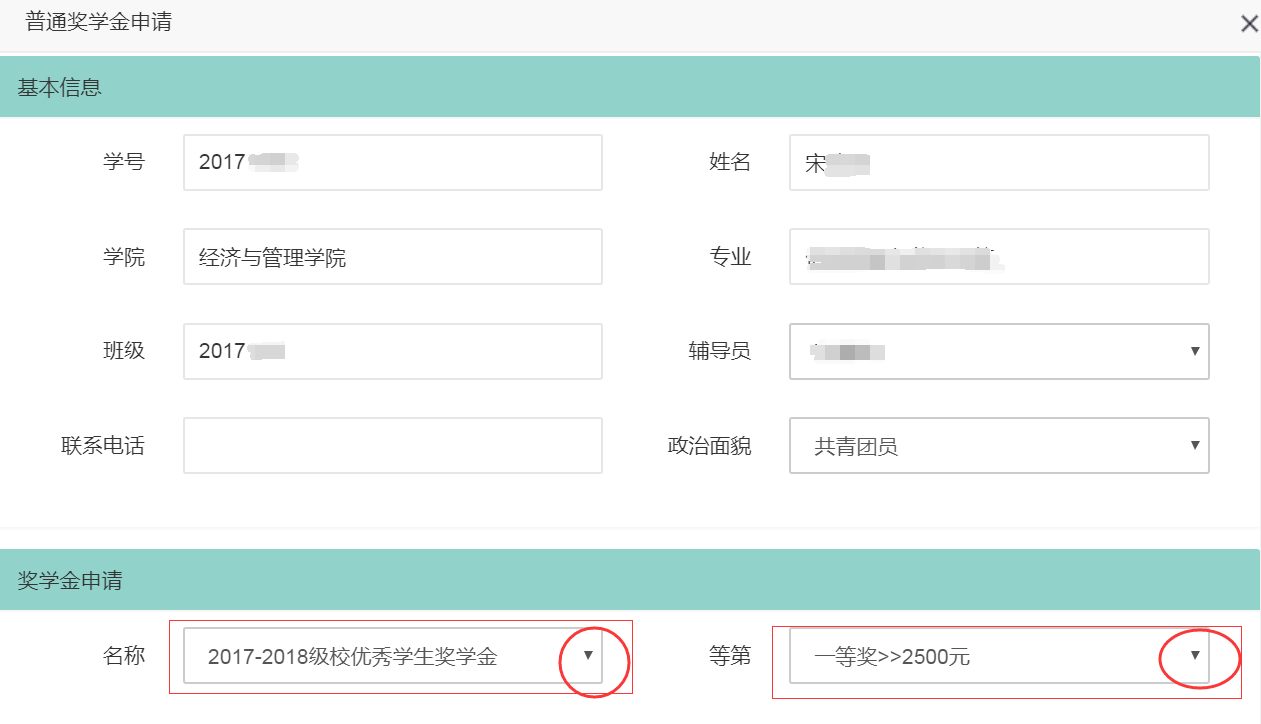 普通奖学金申请
基本信息
学号 2017 姓名 宋
学院 经济与管理学院 专业
班级 2017 辅导员
联系电话 政治面貌 共青团员
奖学金申请
名称 2017-2018级校优秀学生奖学金 等第 一等奖>>2500元